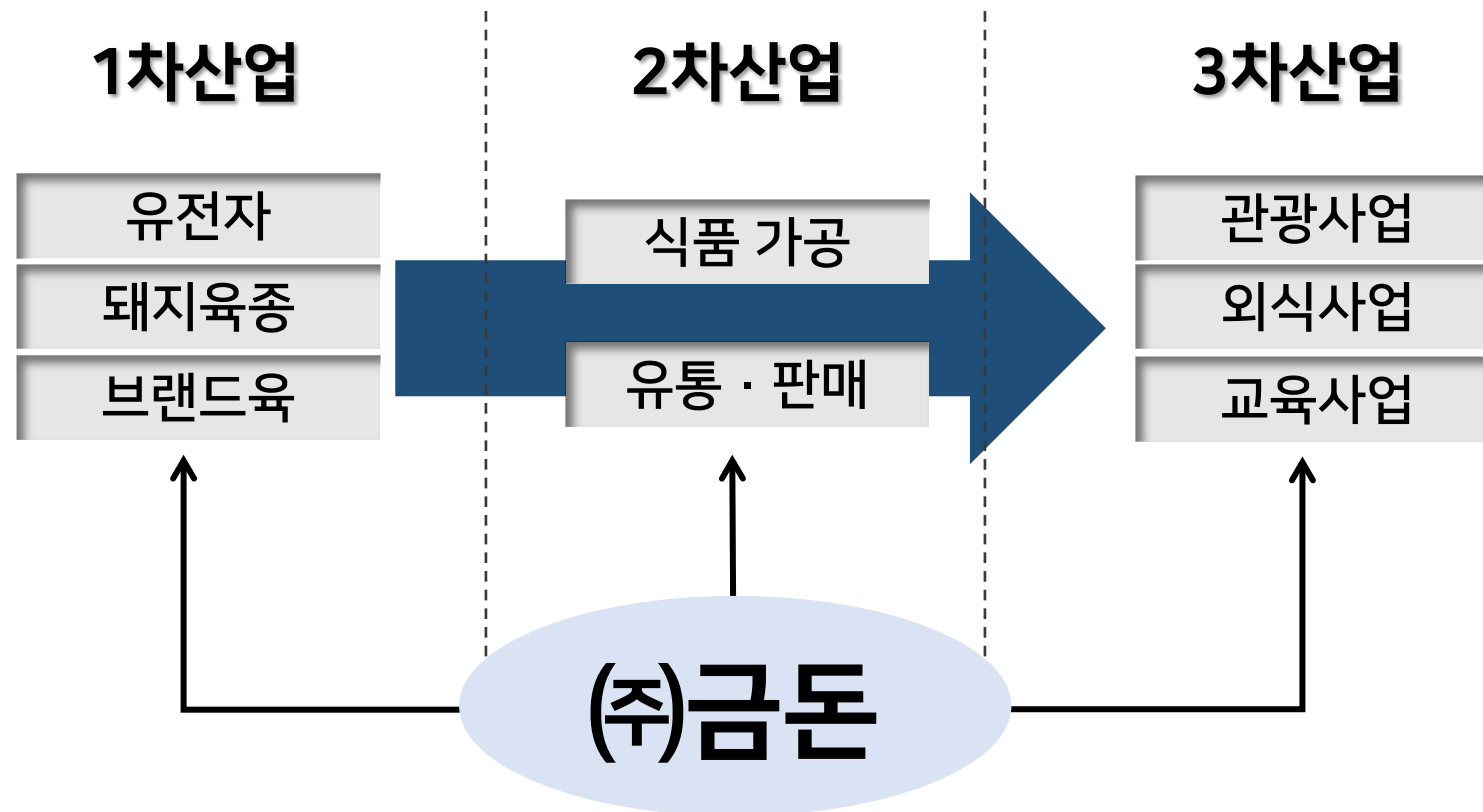 1차산업
2차산업
3차산업
유전자
돼지육종
브랜드육
식품 가공
유통 · 판매
관광사업
외식사업
교육사업
㈜금돈